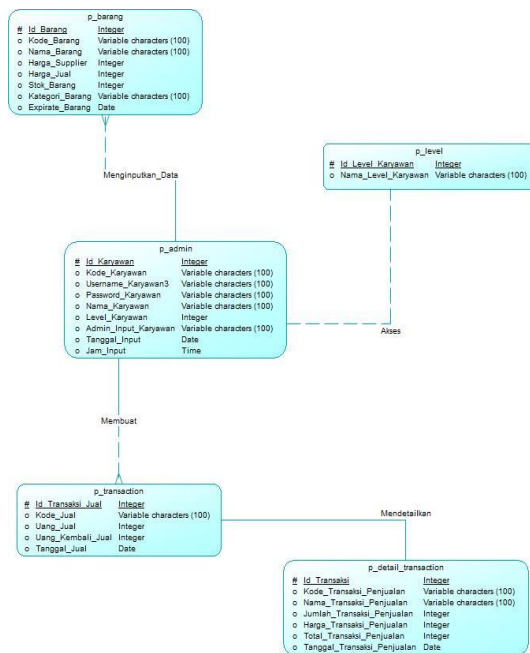 p_barang
# Id_Barang Integer
o Kode_Barang Variable characters (100)
o Nama_Barang Variable characters (100)
o Harga_Supplier Integer
o Harga_Jual Integer
o Stok_Barang Integer
o Kategori_Barang Variable characters (100)
o Expirate_Barang Date
Menginputkan_Data
p_level
# Id_Level_Karyawan Integer
o Nama_Level_Karyawan Variable characters (100)
p_admin
# Id_Karyawan Integer
o Kode_Karyawan Variable characters (100)
o Username_Karyawan3 Variable characters (100)
o Password_Karyawan Variable characters (100)
o Nama_Karyawan Variable characters (100)
o Level_Karyawan Integer
o Admin_Input_Karyawan Variable characters (100)
o Tanggal_Input Date
o Jam_Input Time
Akses
Membuat
p_transaction
# Id_Transaksi_Jual Integer
o Kode_Jual Variable characters (100)
o Uang_Jual Integer
o Uang_Kembali_Jual Integer
o Tanggal_Jual Date
Mendetailkan
p_detail_transaction
# Id_Transaksi Integer
o Kode_Transaksi_Penjualan Variable characters (100)
o Nama_Transaksi_Penjualan Variable characters (100)
o Jumlah_Transaksi_Penjualan Integer
o Harga_Transaksi_Penjualan Integer
o Total_Transaksi_Penjualan Integer
o Tanggal_Transaksi_Penjualan Date